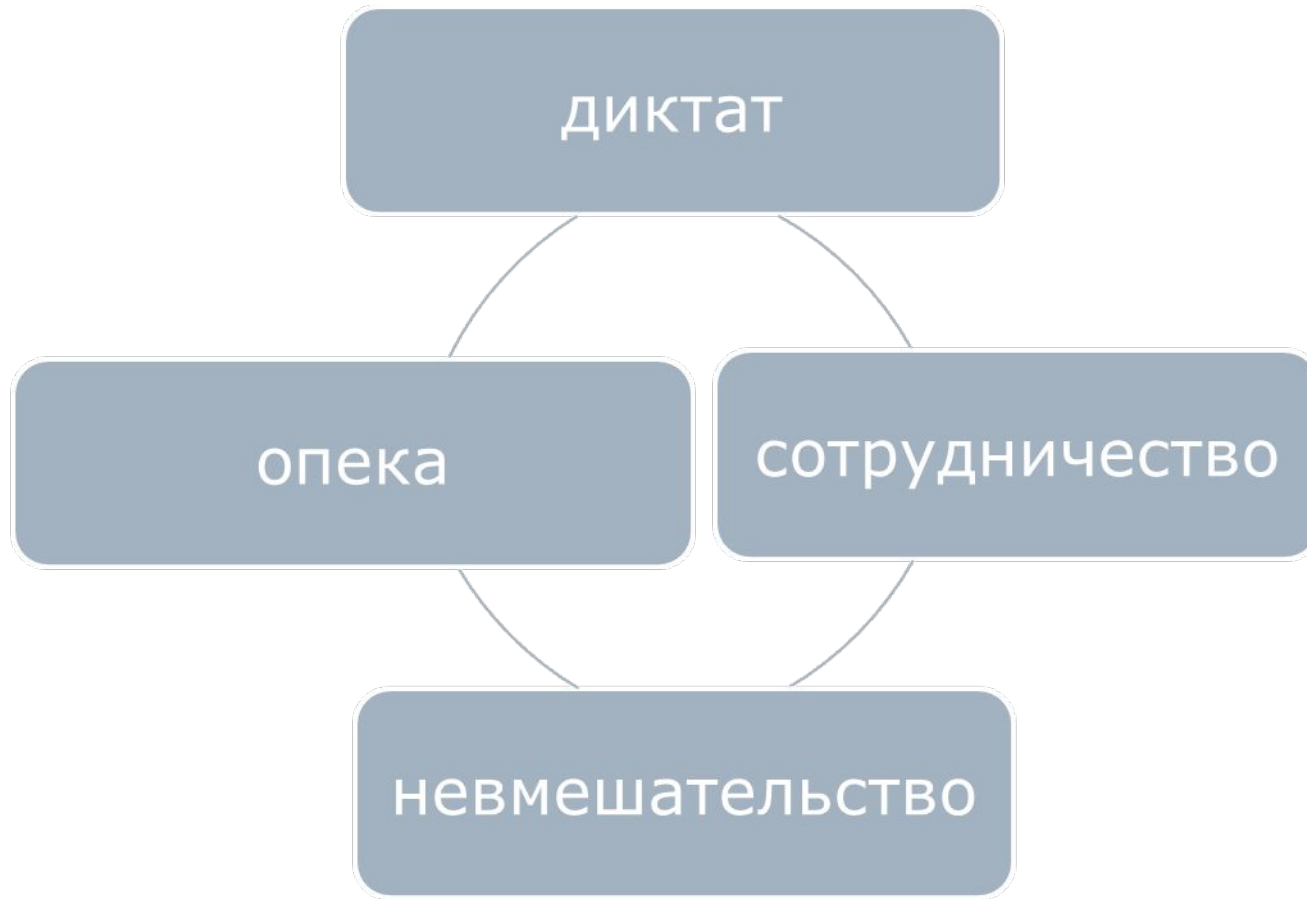 диктат
опека
сотрудничество
невмешательство